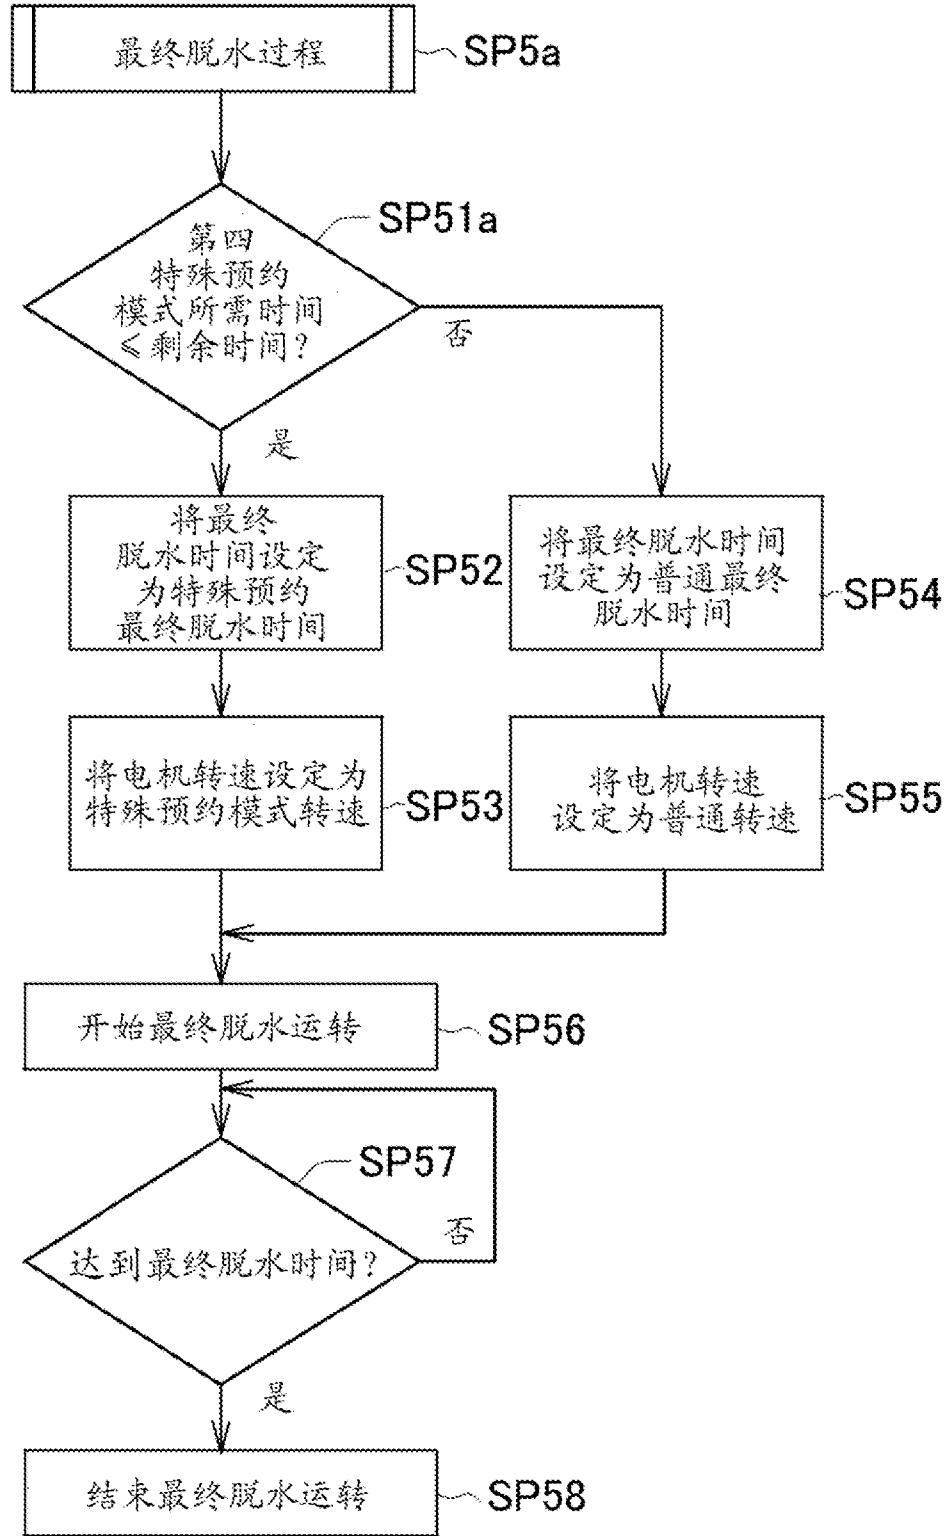 最终脱水过程
SP5a
第四
特殊预约
模式所需时间
≤剩余时间?
SP51a
否
是
将最终
脱水时间设定
为特殊预约
最终脱水时间
SP52
将最终脱水时间
设定为普通最终
脱水时间
SP54
将电机转速设定为
特殊预约模式转速
SP53
将电机转速
设定为普通转速
SP55
开始最终脱水运转
SP56
SP57
否
达到最终脱水时间?
是
结束最终脱水运转
SP58